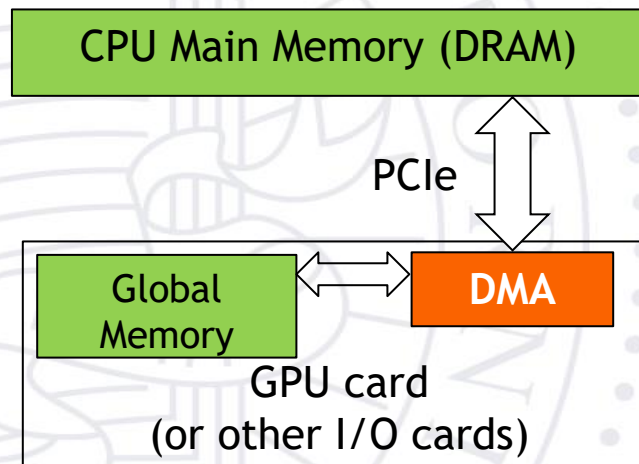 CPU Main Memory (DRAM)
PCIe
Global
Memory
DMA
GPU card
(or other I/O cards)